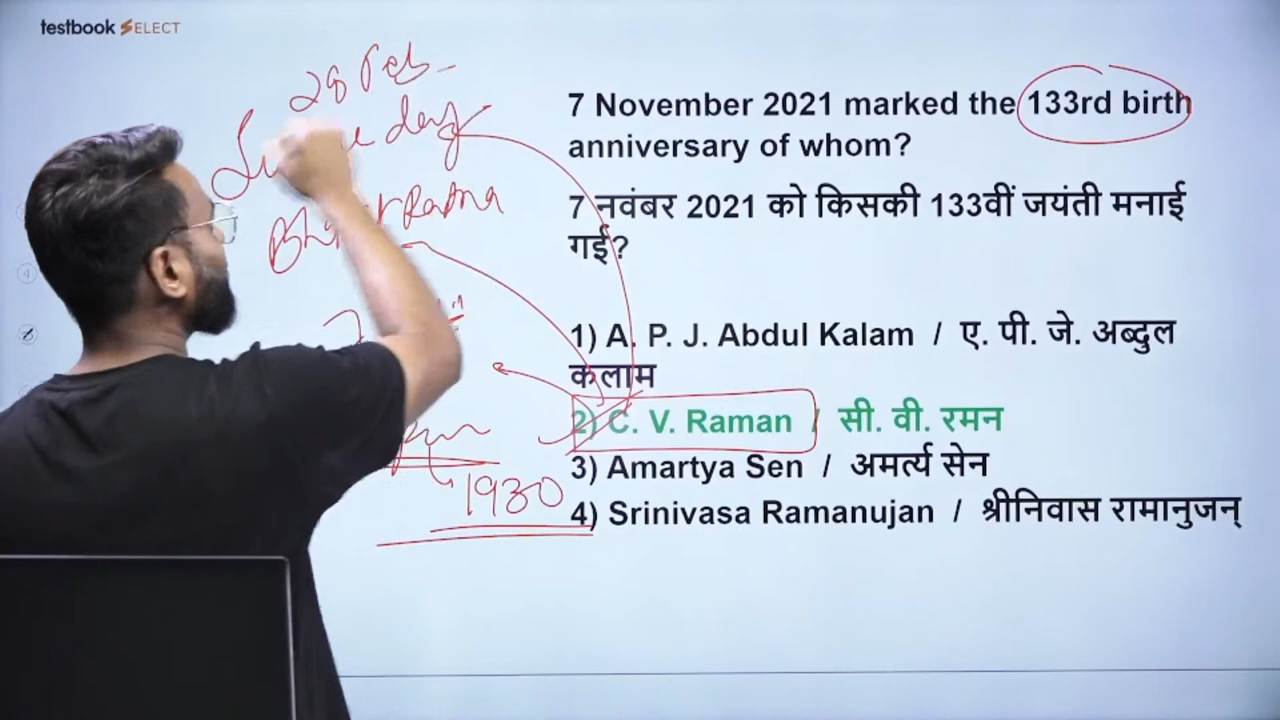 testbook SELECT
28 Feb
day
Ratna
1930
7 November 2021 marked the 133rd birth
anniversary of whom?
7 नवंबर 2021 को किसकी 133वीं जयंती मनाई
गई?
1) A. P. J. Abdul Kalam / ए. पी. जे. अब्दुल
कलाम
2) C. V. Raman / सी. वी. रमन
3) Amartya Sen / अमर्त्य सेन
4) Srinivasa Ramanujan / श्रीनिवास रामानुजन्